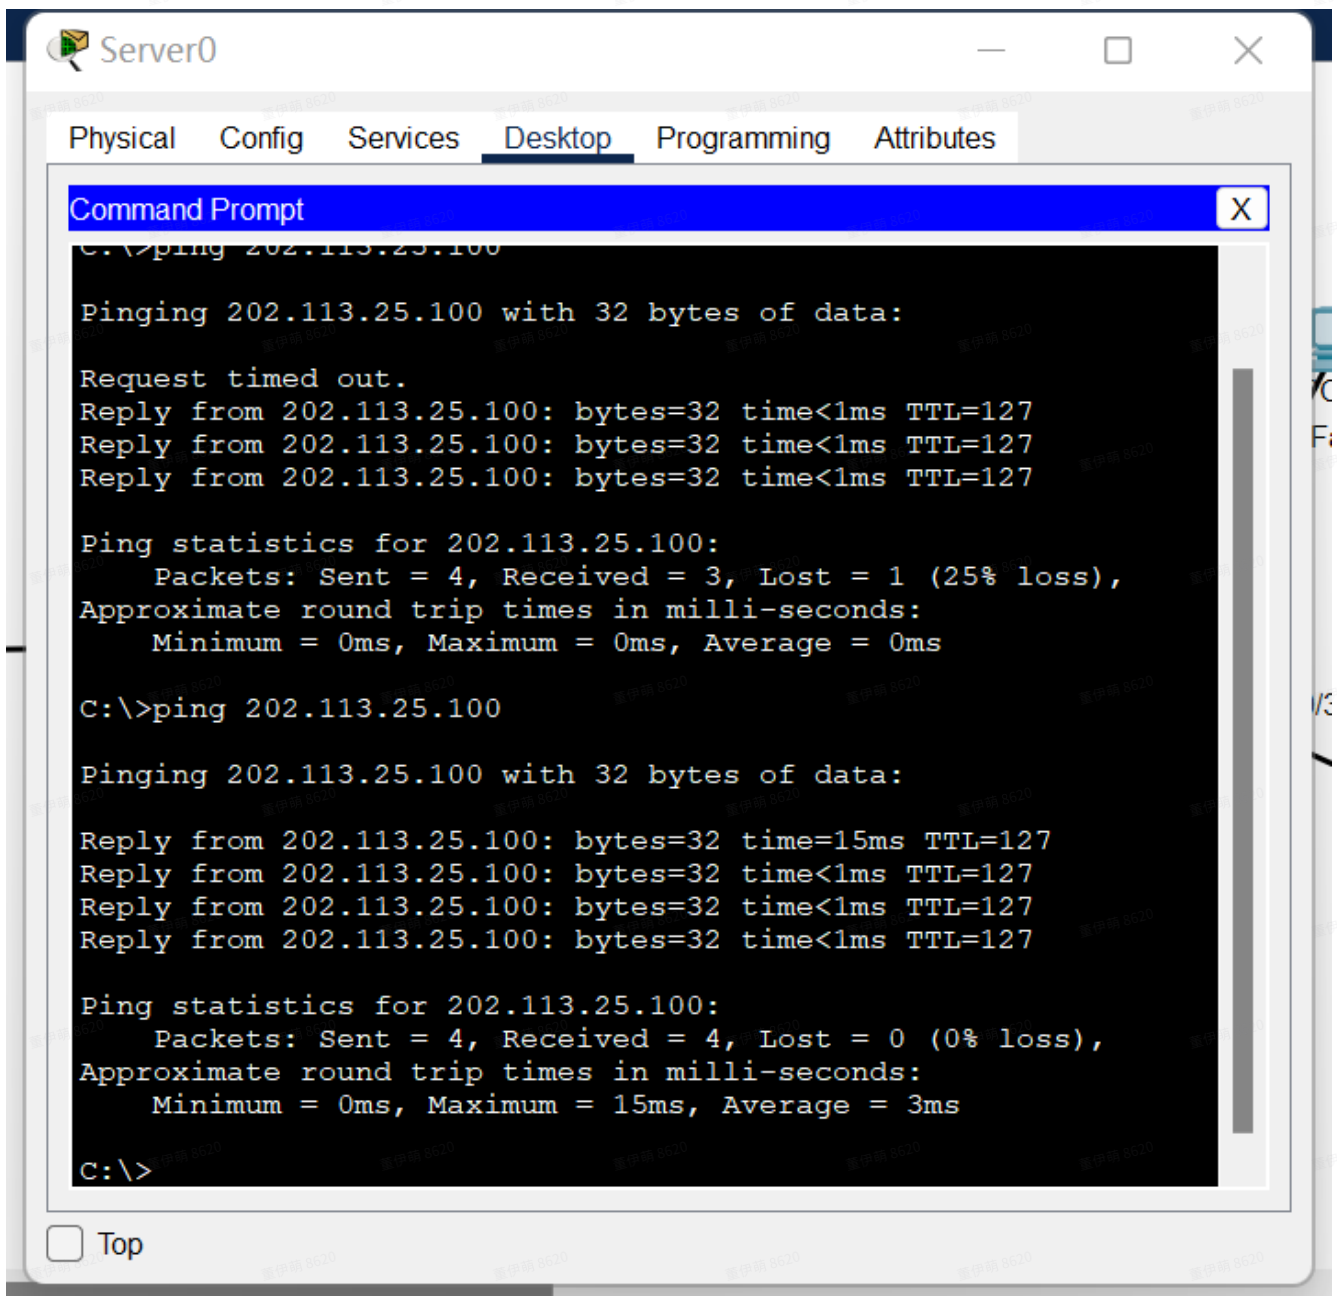 Server0
Physical Config Services Desktop Programming Attributes
Command Prompt X
C:\>ping 202.113.25.100
Pinging 202.113.25.100 with 32 bytes of data:
Request timed out.
Reply from 202.113.25.100: bytes=32 time<1ms TTL=127
Reply from 202.113.25.100: bytes=32 time<1ms TTL=127
Reply from 202.113.25.100: bytes=32 time<1ms TTL=127
Ping statistics for 202.113.25.100:
Packets: Sent = 4, Received = 3, Lost = 1 (25% loss),
Approximate round trip times in milli-seconds:
Minimum = 0ms, Maximum = 0ms, Average = 0ms
C:\>ping 202.113.25.100
Pinging 202.113.25.100 with 32 bytes of data:
Reply from 202.113.25.100: bytes=32 time=15ms TTL=127
Reply from 202.113.25.100: bytes=32 time<1ms TTL=127
Reply from 202.113.25.100: bytes=32 time<1ms TTL=127
Reply from 202.113.25.100: bytes=32 time<1ms TTL=127
Ping statistics for 202.113.25.100:
Packets: Sent = 4, Received = 4, Lost = 0 (0% loss),
Approximate round trip times in milli-seconds:
Minimum = 0ms, Maximum = 15ms, Average = 3ms
C:\>
Top